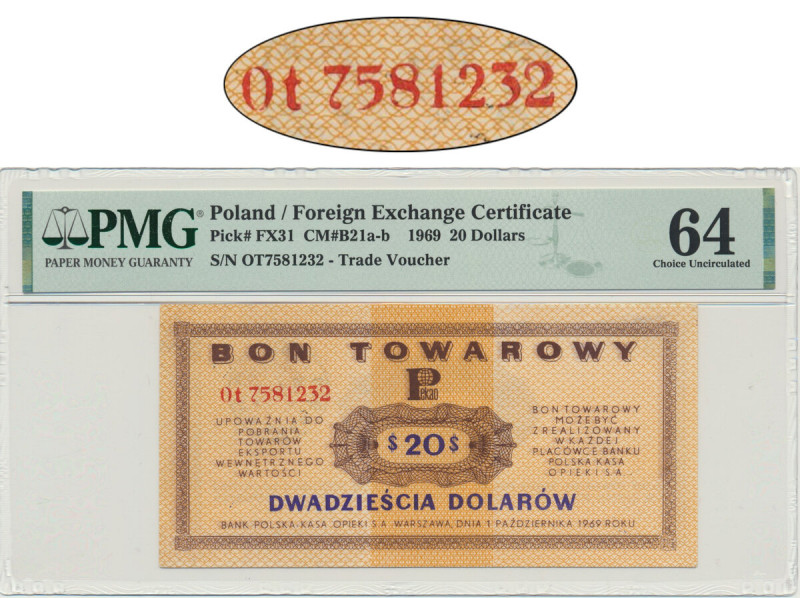 0t 7581232
PMG®
PAPER MONEY GUARANTY
Poland / Foreign Exchange Certificate
Pick# FX31 CM#B21a-b 1969 20 Dollars
S/N OT7581232 - Trade Voucher
64
Choice Uncirculated
BON TOWAROWY
0t 7581232
Pekao
UPOWAŻNIA DO
POBRANIA
TOWARÓW
EKSPORTU
WEWNĘTRZNEGO
WARTOŚCI
$20$
BON TOWAROWY
MOŻE BYĆ
ZREALIZOWANY
W KAŻDEJ
PLACÓWCE BANKU
POLSKA KASA
OPIEKI S.A.
DWADZIEŚCIA DOLARÓW
BANK POLSKA KASA OPIEKI S.A. WARSZAWA, DNIA 1 PAŹDZIERNIKA 1969 ROKU